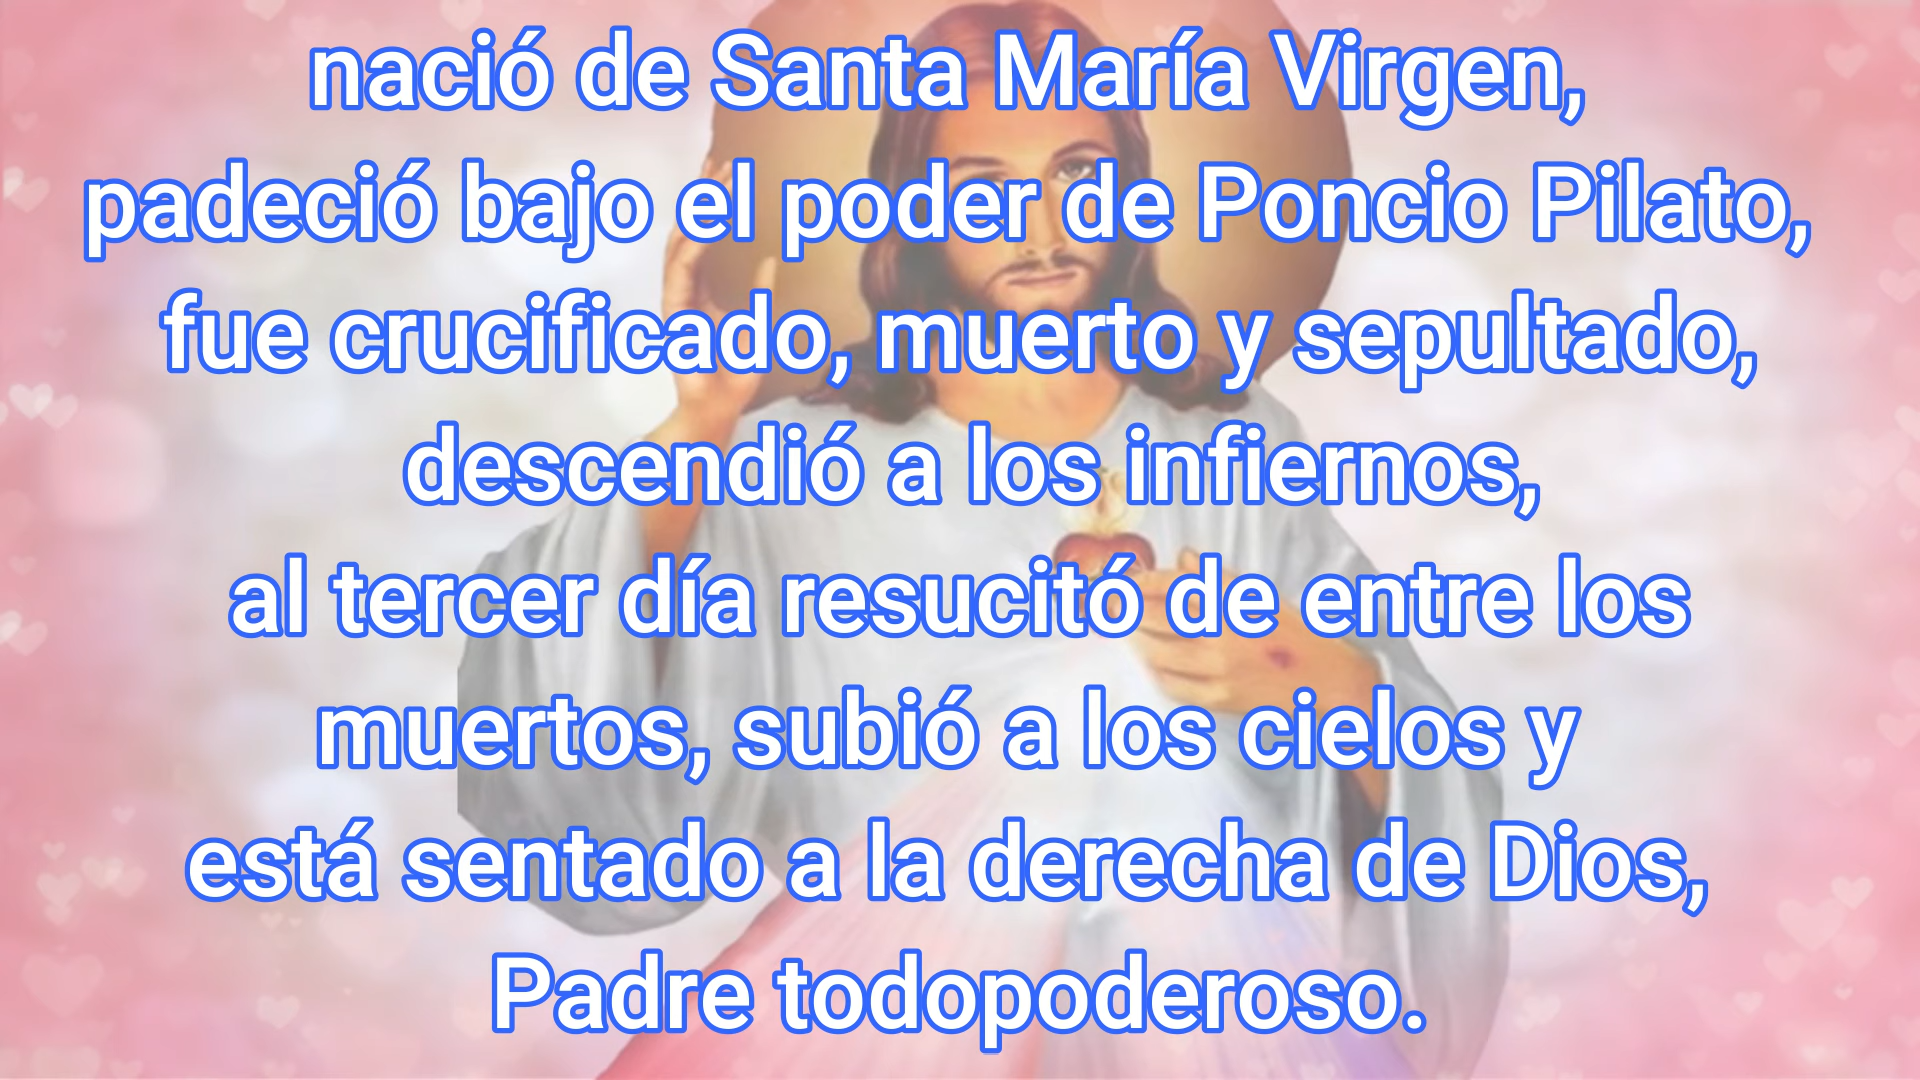 nació de Santa María Virgen,
padeció bajo el poder de Poncio Pilato,
fue crucificado, muerto y sepultado,
descendió a los infiernos,
al tercer día resucitó de entre los
muertos, subió a los cielos y
está sentado a la derecha de Dios,
Padre todopoderoso.